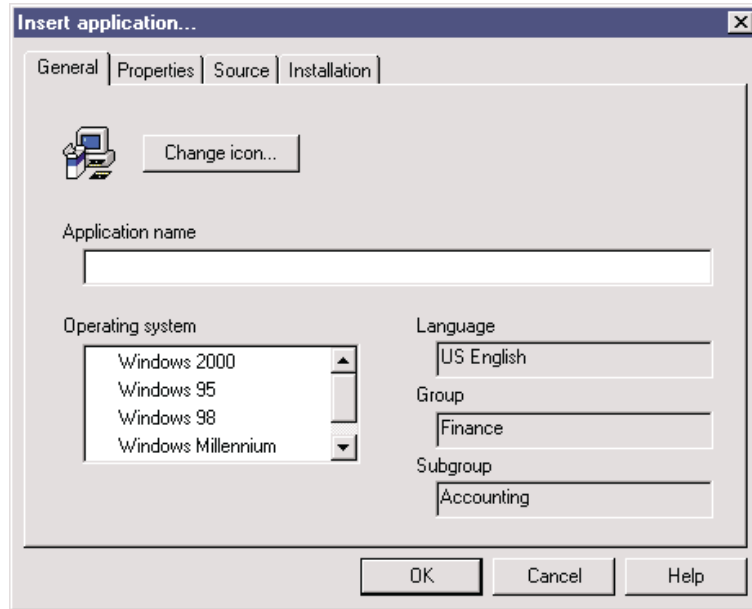 Insert application...
General
Properties
Source
Installation
Change icon...
Application name
Operating system
Windows 2000
Windows 95
Windows 98
Windows Millennium
Language
US English
Group
Finance
Subgroup
Accounting
OK
Cancel
Help